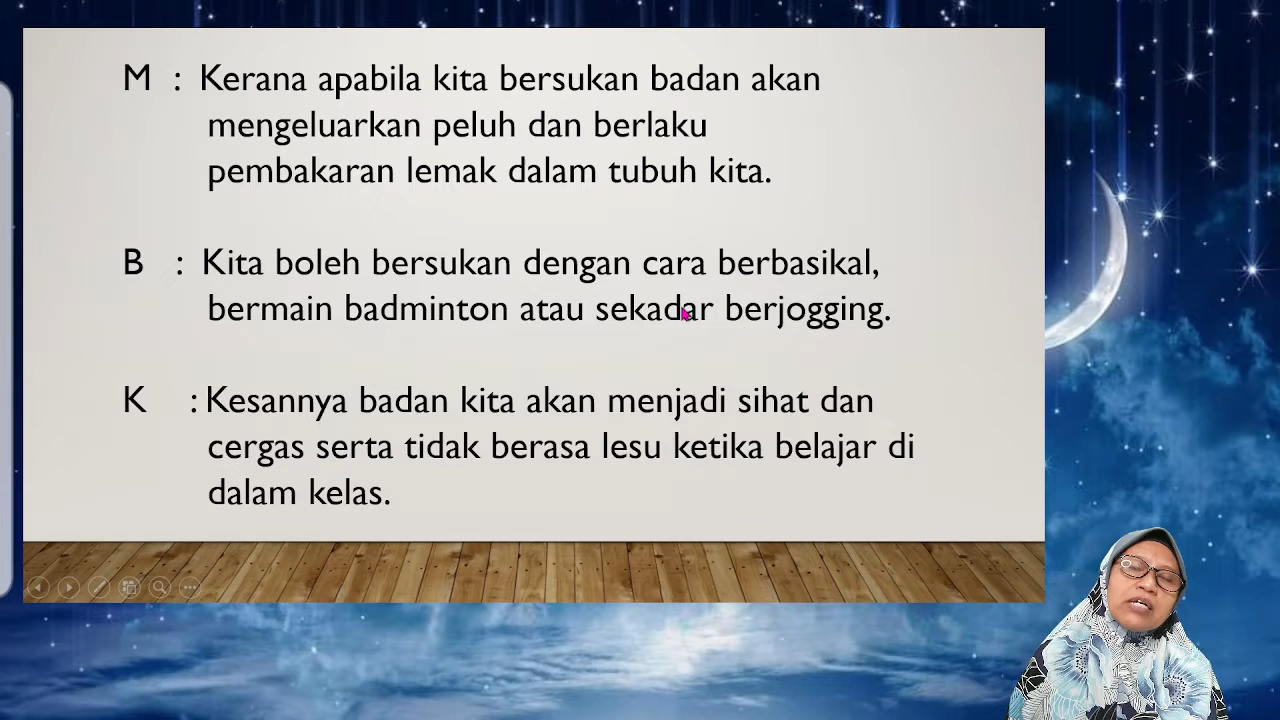 M : Kerana apabila kita bersukan badan akan
mengeluarkan peluh dan berlaku
pembakaran lemak dalam tubuh kita.
B : Kita boleh bersukan dengan cara berbasikal,
bermain badminton atau sekadar berjogging.
K : Kesannya badan kita akan menjadi sihat dan
cergas serta tidak berasa lesu ketika belajar di
dalam kelas.